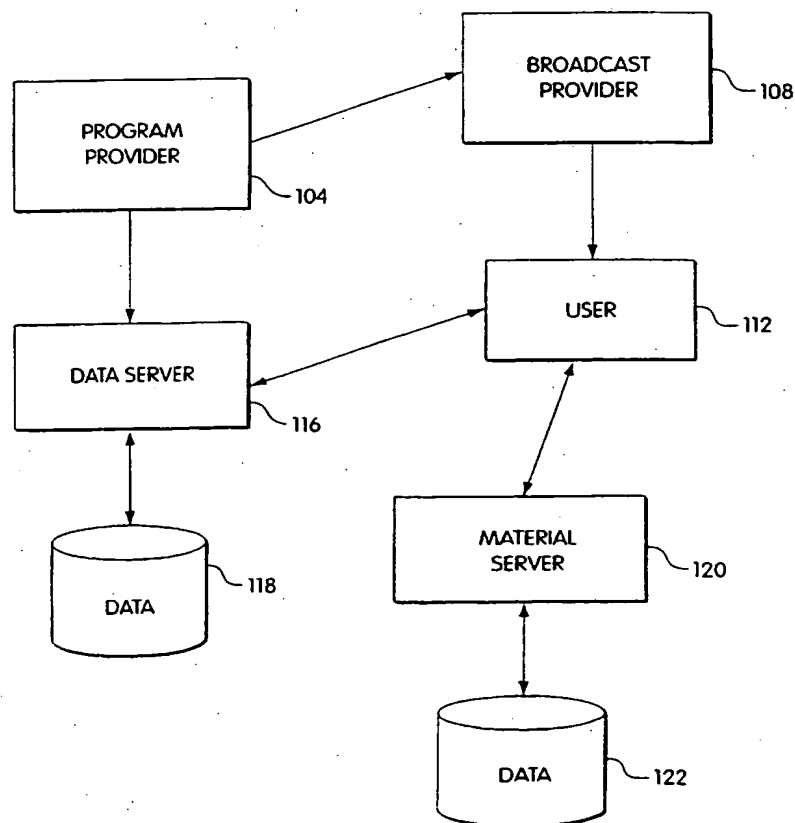 BROADCAST
PROVIDER
108
PROGRAM
PROVIDER
104
USER
112
DATA SERVER
116
MATERIAL
SERVER
120
DATA
118
DATA
122